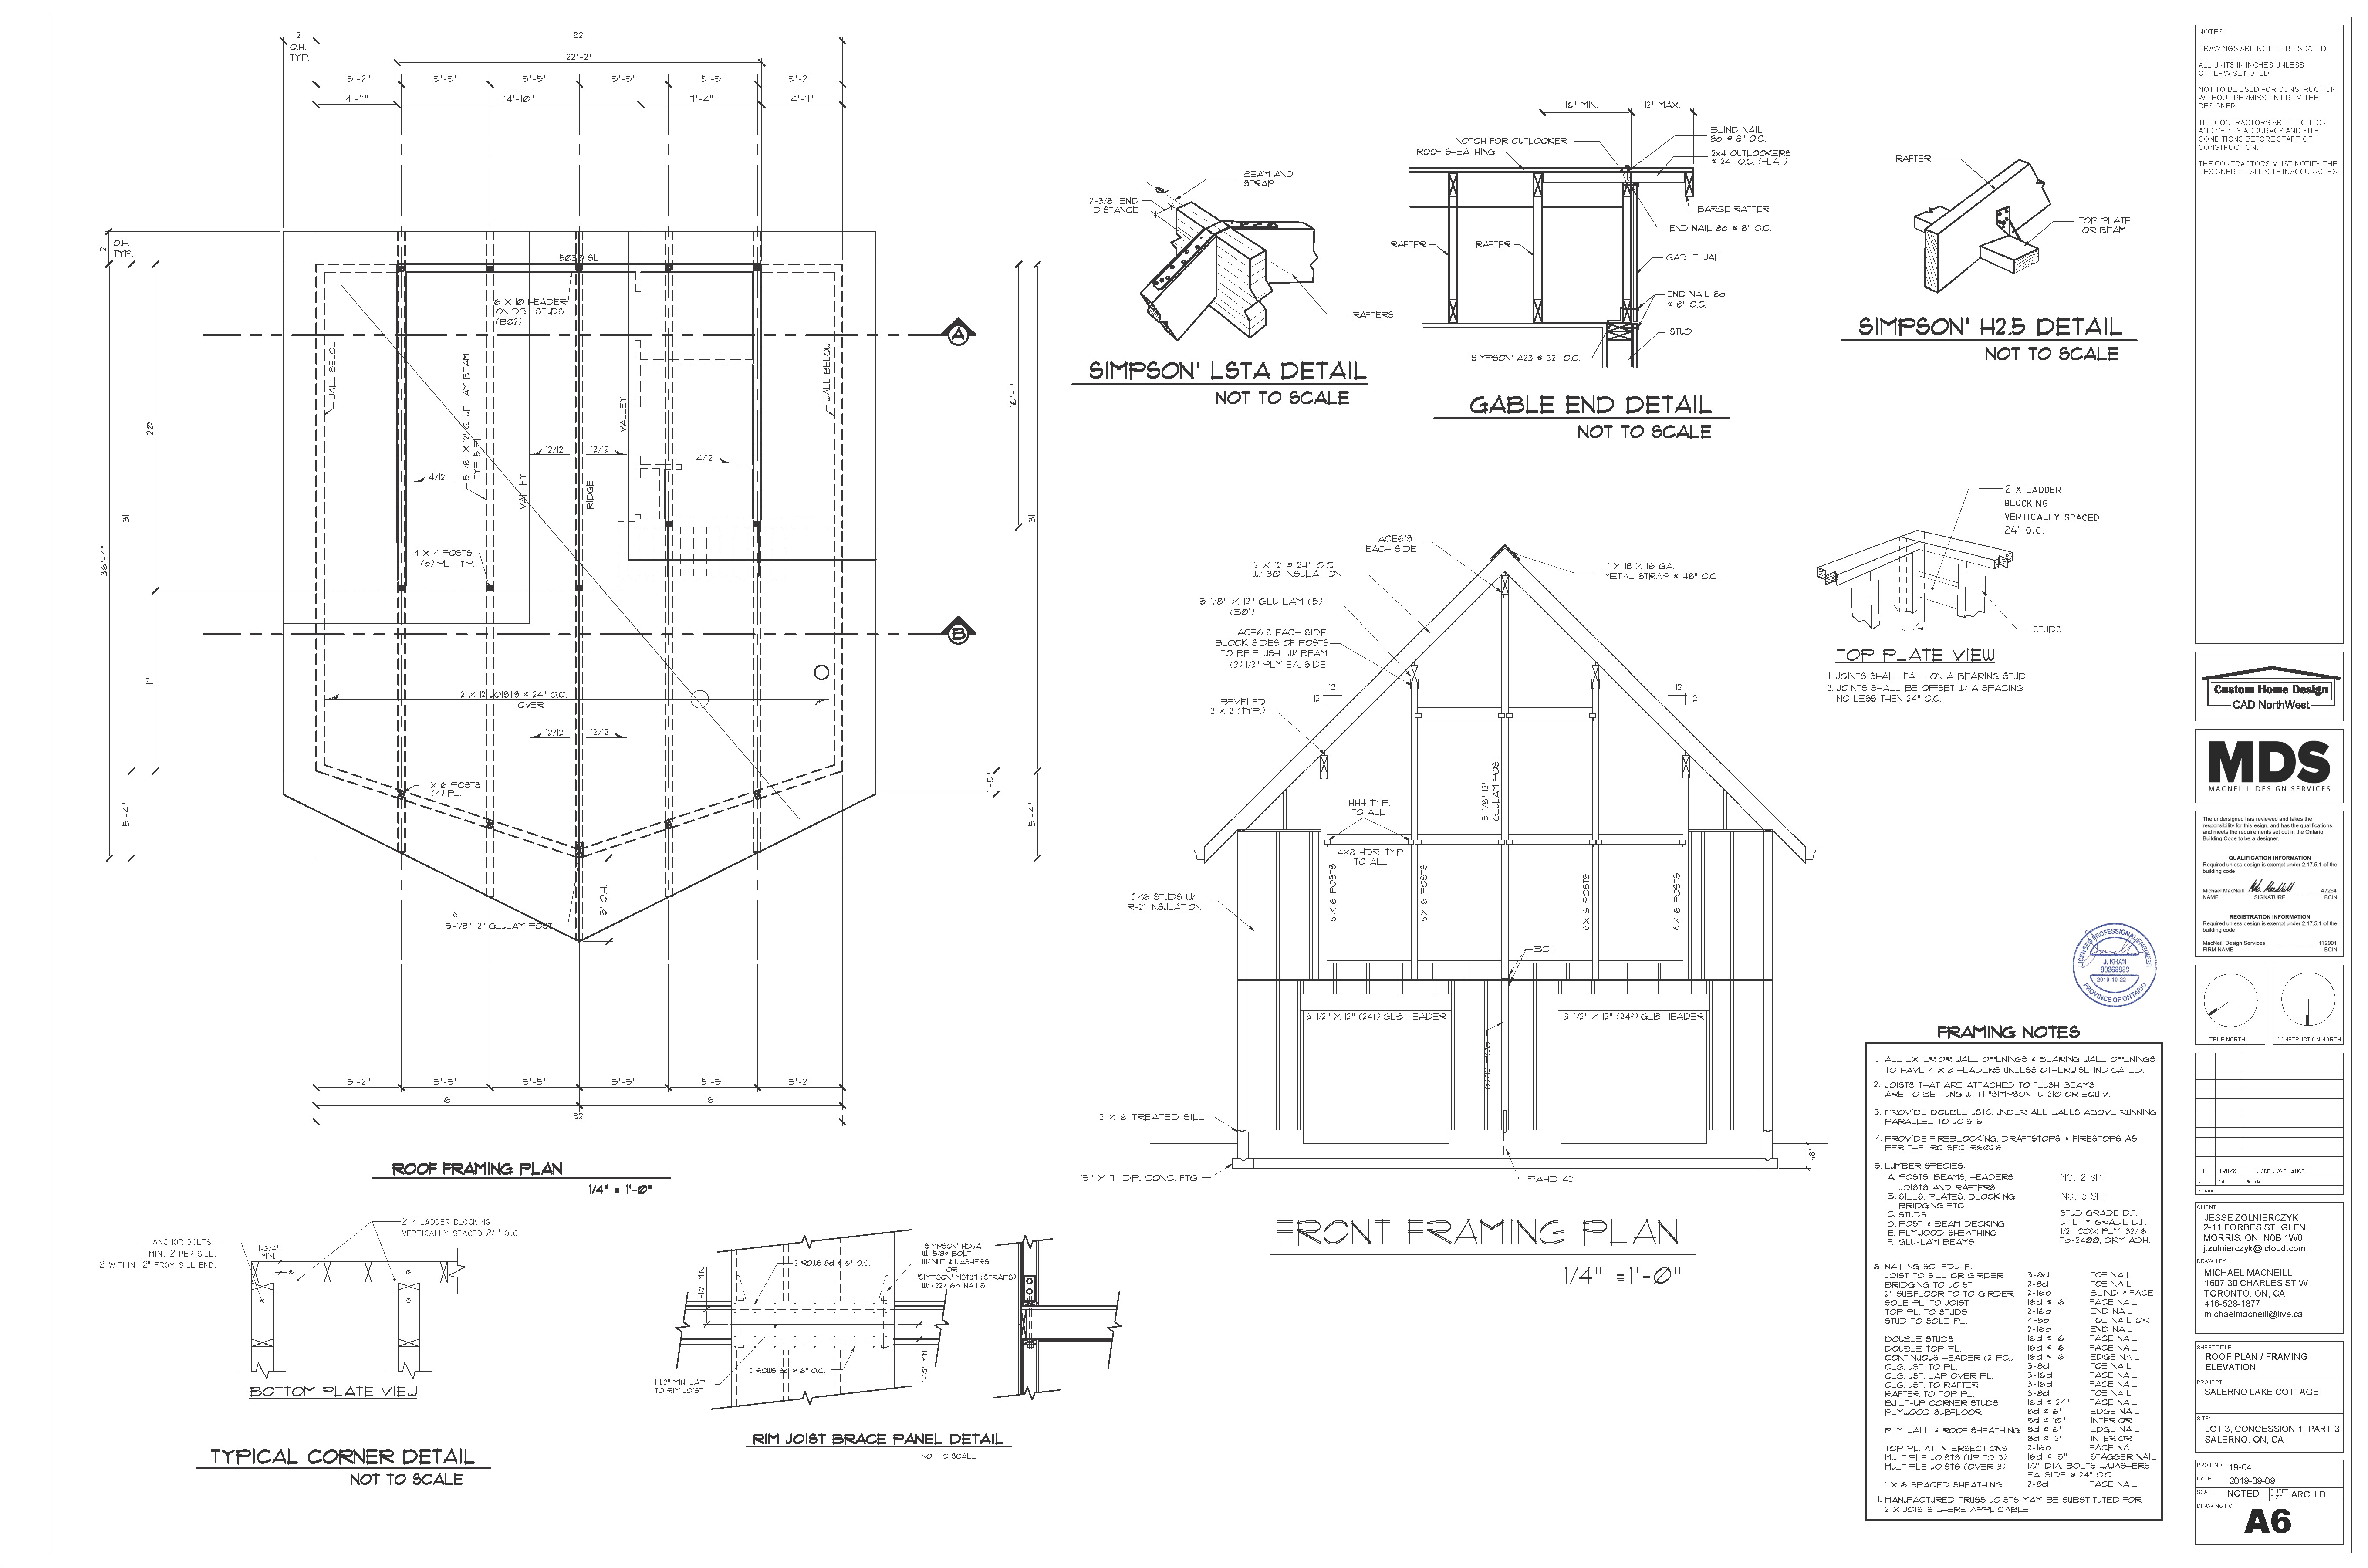 2'
O.H.
TYP.
32'
22'-2"
5'-2"
5'-5"
5'-5"
5'-5"
5'-5"
5'-2"
4'-11"
14'-10"
7'-4"
4'-11"
2'
O.H.
TYP.
5030 SL
6 X 10 HEADER
ON DBL STUDS
(B02)
A
WALL BELOW
5 1/8" X 12" GLUE LAM BEAM
TYP. 5 PL.
WALL BELOW
VALLEY
VALLEY
RIDGE
12/12
12/12
4/12
4/12
20'
31'
36'-4"
16'-1"
31'
4 X 4 POSTS
(5) PL. TYP.
B
11'
2 X 12 JOISTS @ 24" O.C.
OVER
12/12
12/12
X 6 POSTS
(4) PL.
1'-5"
5'-4"
5'-4"
5' O.H.
6
5-1/8" 12" GLULAM POST
5'-2"
5'-5"
5'-5"
5'-5"
5'-5"
5'-2"
16'
16'
32'
ROOF FRAMING PLAN
1/4" = 1'-0"
ANCHOR BOLTS
1 MIN. 2 PER SILL.
2 WITHIN 12" FROM SILL END.
1-3/4"
MIN.
2 X LADDER BLOCKING
VERTICALLY SPACED 24" O.C
BOTTOM PLATE VIEW
TYPICAL CORNER DETAIL
NOT TO SCALE
1-1/2" MIN.
2 ROWS 8d @ 6" O.C.
'SIMPSON' HD2A
W/ 5/8φ BOLT
W/ NUT & WASHERS
OR
'SIMPSON' MST37 (STRAPS)
W/ (22) 16d NAILS
2 ROWS 8d @ 6" O.C.
1-1/2" MIN
1 1/2" MIN. LAP
TO RIM JOIST
RIM JOIST BRACE PANEL DETAIL
NOT TO SCALE
BEAM AND
STRAP
2-3/8" END
DISTANCE
RAFTERS
SIMPSON' LSTA DETAIL
NOT TO SCALE
16" MIN.
12" MAX.
NOTCH FOR OUTLOOKER
ROOF SHEATHING
BLIND NAIL
8d @ 8" O.C.
2x4 OUTLOOKERS
@ 24" O.C. (FLAT)
BARGE RAFTER
END NAIL 8d @ 8" O.C.
RAFTER
RAFTER
GABLE WALL
END NAIL 8d
@ 8" O.C.
STUD
'SIMPSON' A23 @ 32" O.C.
GABLE END DETAIL
NOT TO SCALE
RAFTER
TOP PLATE
OR BEAM
SIMPSON' H2.5 DETAIL
NOT TO SCALE
2 X LADDER
BLOCKING
VERTICALLY SPACED
24" O.C.
STUDS
TOP PLATE VIEW
1. JOINTS SHALL FALL ON A BEARING STUD.
2. JOINTS SHALL BE OFFSET W/ A SPACING
NO LESS THEN 24" O.C.
ACE6'S
EACH SIDE
2 X 12 @ 24" O.C.
W/ 30 INSULATION
1 X 18 X 16 GA.
METAL STRAP @ 48" O.C.
5 1/8" X 12" GLU LAM (5)
(B01)
ACE6'S EACH SIDE
BLOCK SIDES OF POSTS
TO BE FLUSH W/ BEAM
(2) 1/2" PLY EA. SIDE
12
12
12
12
BEVELED
2 X 2 (TYP.)
5-1/8" 12"
GLULAM POST
HH4 TYP.
TO ALL
4X8 HDR. TYP.
TO ALL
6 X 6 POSTS
6 X 6 POSTS
6 X 6 POSTS
6 X 6 POSTS
2X6 STUDS W/
R-21 INSULATION
BC4
3-1/2" X 12" (24f) GLB HEADER
3-1/2" X 12" (24f) GLB HEADER
6X12 POST
2 X 6 TREATED SILL
48"
15" X 7" DP. CONC. FTG.
PAHD 42
FRONT FRAMING PLAN
1/4" =1'-0"
LICENSED PROFESSIONAL ENGINEER
J. KHAN
2019-10-22
PROVINCE OF ONTARIO
FRAMING NOTES
1. ALL EXTERIOR WALL OPENINGS & BEARING WALL OPENINGS
TO HAVE 4 X 8 HEADERS UNLESS OTHERWISE INDICATED.
2. JOISTS THAT ARE ATTACHED TO FLUSH BEAMS
ARE TO BE HUNG WITH "SIMPSON" U-210 OR EQUIV.
3. PROVIDE DOUBLE JSTS. UNDER ALL WALLS ABOVE RUNNING
PARALLEL TO JOISTS.
4. PROVIDE FIREBLOCKING, DRAFTSTOPS & FIRESTOPS AS
PER THE IRC SEC. R602.8.
5. LUMBER SPECIES:
A. POSTS, BEAMS, HEADERS NO. 2 SPF
JOISTS AND RAFTERS
B. SILLS, PLATES, BLOCKING NO. 3 SPF
BRIDGING ETC.
C. STUDS STUD GRADE D.F.
D. POST & BEAM DECKING UTILITY GRADE D.F.
E. PLYWOOD SHEATHING 1/2" CDX PLY, 32/16
F. GLU-LAM BEAMS Fb-2400, DRY ADH.
6. NAILING SCHEDULE:
JOIST TO SILL OR GIRDER 3-8d TOE NAIL
BRIDGING TO JOIST 2-8d TOE NAIL
2" SUBFLOOR TO TO GIRDER 2-16d BLIND & FACE
SOLE PL. TO JOIST 16d @ 16" FACE NAIL
TOP PL. TO STUDS 2-16d END NAIL
STUD TO SOLE PL. 4-8d TOE NAIL OR
2-16d END NAIL
DOUBLE STUDS 16d @ 16" FACE NAIL
DOUBLE TOP PL. 16d @ 16" FACE NAIL
CONTINUOUS HEADER (2 PC.) 16d @ 16" EDGE NAIL
CLG. JST. TO PL. 3-8d TOE NAIL
CLG. JST. LAP OVER PL. 3-16d FACE NAIL
CLG. JST. TO RAFTER 3-16d FACE NAIL
RAFTER TO TOP PL. 3-8d TOE NAIL
BUILT-UP CORNER STUDS 16d @ 24" FACE NAIL
PLYWOOD SUBFLOOR 8d @ 6" EDGE NAIL
8d @ 10" INTERIOR
PLY WALL & ROOF SHEATHING 8d @ 6" EDGE NAIL
8d @ 12" INTERIOR
TOP PL. AT INTERSECTIONS 2-16d FACE NAIL
MULTIPLE JOISTS (UP TO 3) 16d @ 15" STAGGER NAIL
MULTIPLE JOISTS (OVER 3) 1/2" DIA. BOLTS W/WASHERS
EA. SIDE @ 24" O.C.
1 X 6 SPACED SHEATHING 2-8d FACE NAIL
7. MANUFACTURED TRUSS JOISTS MAY BE SUBSTITUTED FOR
2 X JOISTS WHERE APPLICABLE.
NOTES:
DRAWINGS ARE NOT TO BE SCALED
ALL UNITS IN INCHES UNLESS
OTHERWISE NOTED
NOT TO BE USED FOR CONSTRUCTION
WITHOUT PERMISSION FROM THE
DESIGNER
THE CONTRACTORS ARE TO CHECK
AND VERIFY ACCURACY AND SITE
CONDITIONS BEFORE START OF
CONSTRUCTION.
THE CONTRACTORS MUST NOTIFY THE
DESIGNER OF ALL SITE INACCURACIES.
Custom Home Design
CAD NorthWest
MDS
MACNEILL DESIGN SERVICES
The undersigned has reviewed and takes the
responsibility for this esign, and has the qualifications
and meets the requirements set out in the Ontario
Building Code to be a designer.
QUALIFICATION INFORMATION
Required unless design is exempt under 2.17.5.1 of the
building code
Michael MacNeill 47264
NAME SIGNATURE BCIN
REGISTRATION INFORMATION
Required unless design is exempt under 2.17.5.1 of the
building code
MacNeill Design Services 112901
FIRM NAME BCIN
TRUE NORTH
CONSTRUCTION NORTH
1 191128 CODE COMPLIANCE
No. Date Remarks
Revisions
CLIENT
JESSE ZOLNIERCZYK
2-11 FORBES ST, GLEN
MORRIS, ON, N0B 1W0
j.zolnierczyk@icloud.com
DRAWN BY
MICHAEL MACNEILL
1607-30 CHARLES ST W
TORONTO, ON, CA
416-528-1877
michaelmacneill@live.ca
SHEET TITLE
ROOF PLAN / FRAMING
ELEVATION
PROJECT
SALERNO LAKE COTTAGE
SITE:
LOT 3, CONCESSION 1, PART 3
SALERNO, ON, CA
PROJ. NO. 19-04
DATE 2019-09-09
SCALE NOTED SHEET SIZE ARCH D
DRAWING NO
A6